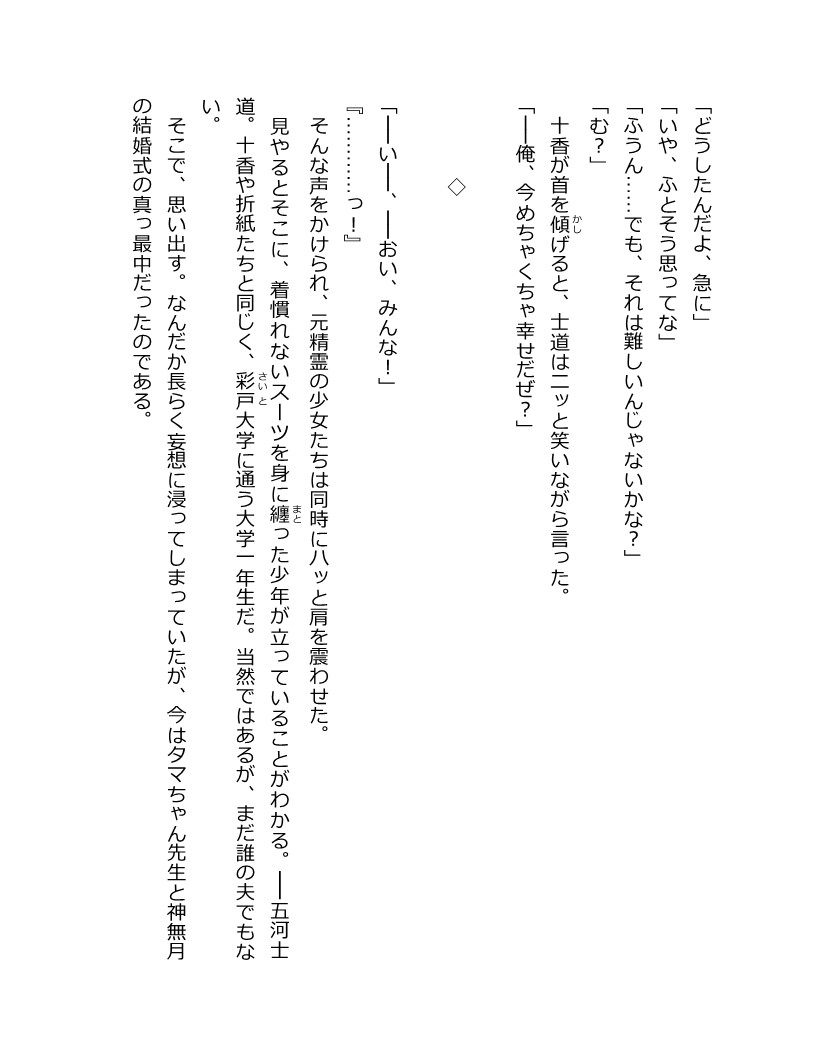 「どうしたんだよ、急に」
「いや、ふとそう思ってな」
「ふうん……でも、それは難しいんじゃないかな？」
「む？」
　十香が首を傾かしげると、士道はニッと笑いながら言った。
「――俺、今めちゃくちゃ幸せだぜ？」
◇
「――い――、――おい、みんな！」
『…………っ！』
　そんな声をかけられ、元精霊の少女たちは同時にハッと肩を震わせた。
　見やるとそこに、着慣れないスーツを身に纏まとった少年が立っていることがわかる。――五河士
道。十香や折紙たちと同じく、彩戸さいと大学に通う大学一年生だ。当然ではあるが、まだ誰の夫でもな
い。
　そこで、思い出す。なんだか長らく妄想に浸ってしまっていたが、今はタマちゃん先生と神無月
の結婚式の真っ最中だったのである。